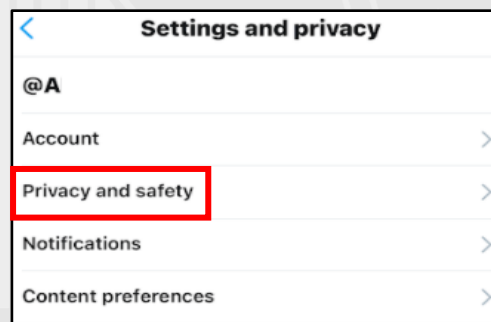 Settings and privacy
@A
Account
Privacy and safety
Notifications
Content preferences